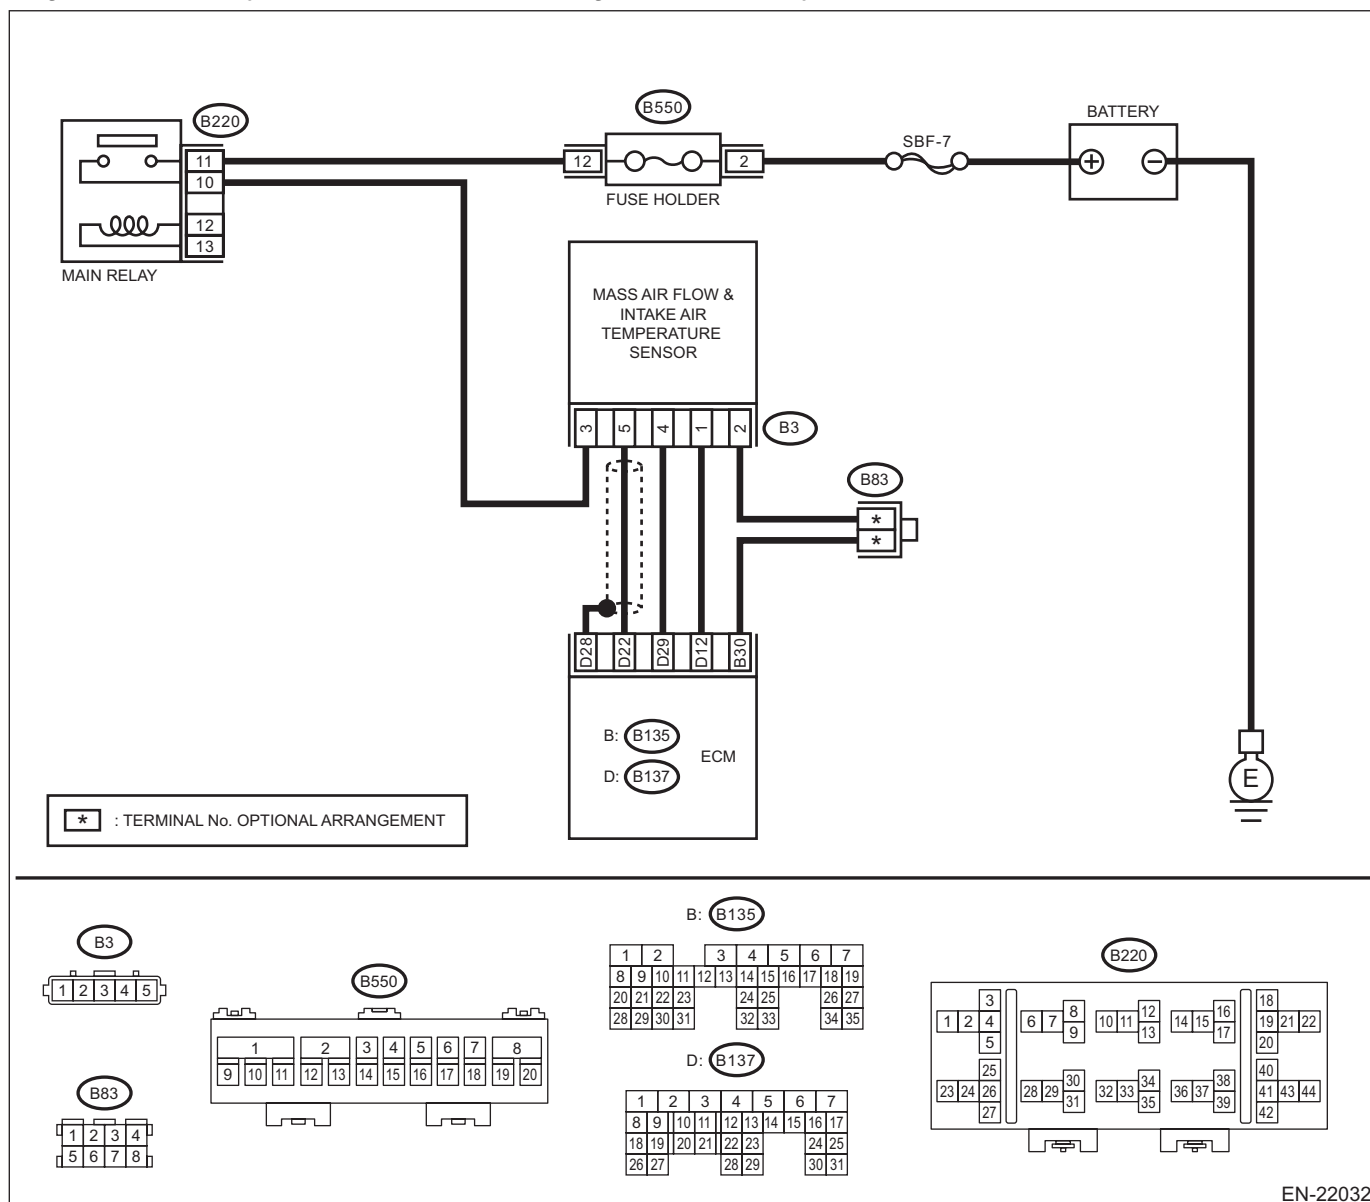 B220
B550
BATTERY
SBF-7
11
10
12
13
12
2
+
−
FUSE HOLDER
MAIN RELAY
MASS AIR FLOW &
INTAKE AIR
TEMPERATURE
SENSOR
3 5 4 1 2
B3
B83
*
*
D28 D22 D29 D12 B30
B: B135
ECM
D: B137
E
* : TERMINAL No. OPTIONAL ARRANGEMENT
B3
1 2 3 4 5
B83
1 2 3 4
5 6 7 8
B550
1 2 3 4 5 6 7 8
9 10 11 12 13 14 15 16 17 18 19 20
B: B135
1 2 3 4 5 6 7
8 9 10 11 12 13 14 15 16 17 18 19
20 21 22 23 24 25 26 27
28 29 30 31 32 33 34 35
D: B137
1 2 3 4 5 6 7
8 9 10 11 12 13 14 15 16 17
18 19 20 21 22 23 24 25
26 27 28 29 30 31
B220
3 18
8 12 16
1 2 4 6 7 10 11 14 15 19 21 22
9 13 17
5 20
25 40
30 34 38
23 24 26 28 29 32 33 36 37 41 43 44
31 35 39
27 42
EN-22032